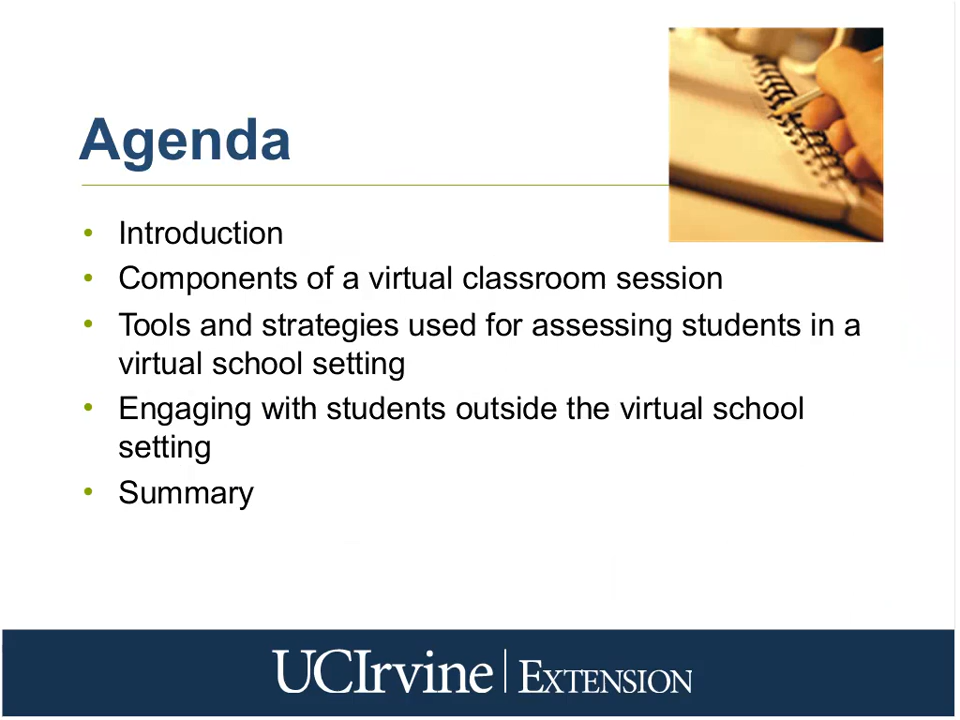 Agenda
• Introduction
• Components of a virtual classroom session
• Tools and strategies used for assessing students in a
virtual school setting
• Engaging with students outside the virtual school
setting
• Summary
UCIrvine | EXTENSION